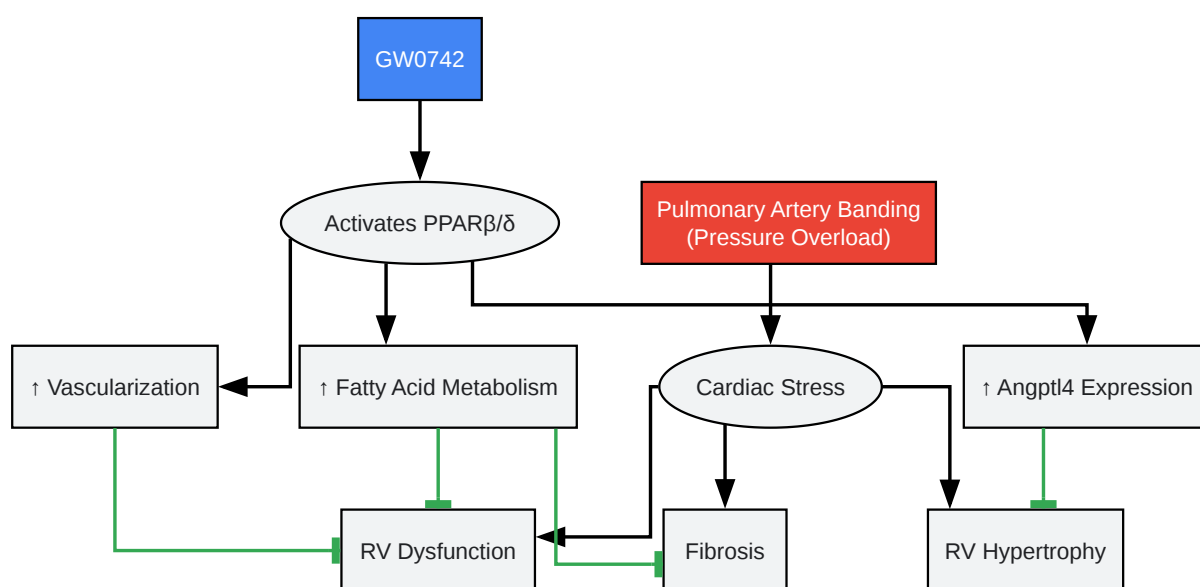 GW0742
Activates PPARβ/δ
Pulmonary Artery Banding
(Pressure Overload)
↑ Vascularization
↑ Fatty Acid Metabolism
Cardiac Stress
↑ Angptl4 Expression
RV Dysfunction
Fibrosis
RV Hypertrophy